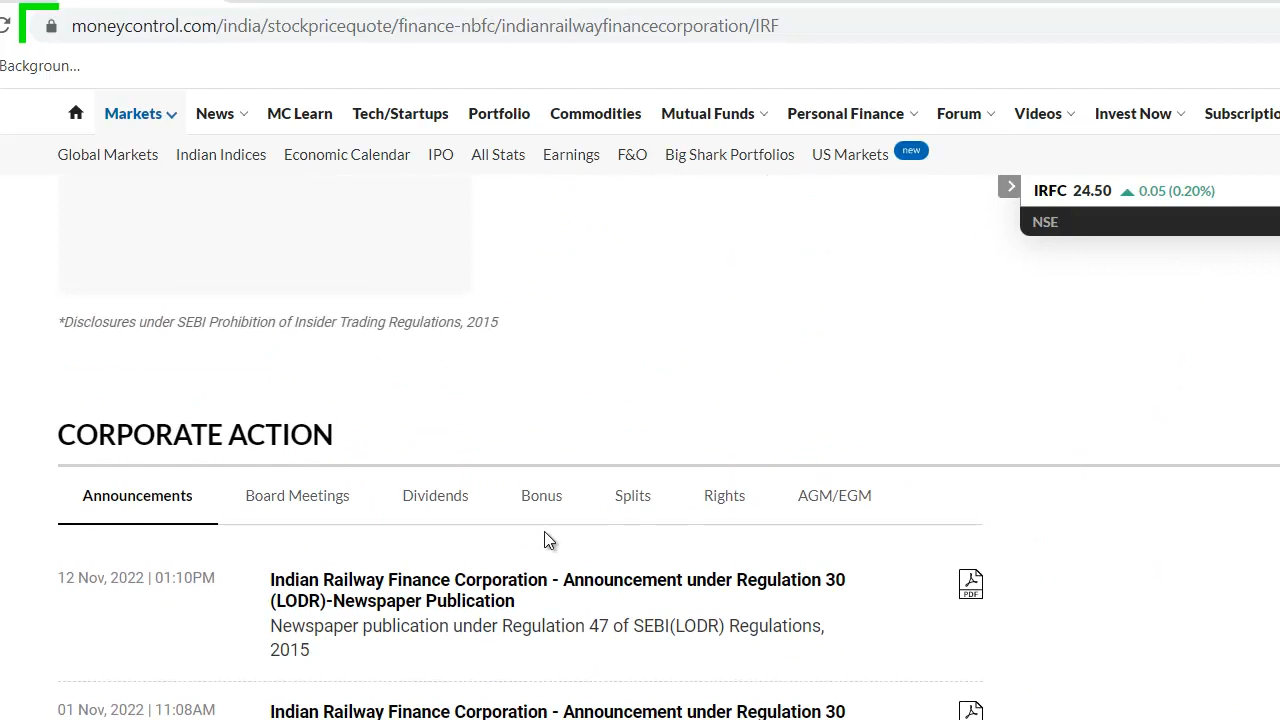 moneycontrol.com/india/stockpricequote/finance-nbfc/indianrailwayfinancecorporation/IRF
Backgroun...
Markets News MC Learn Tech/Startups Portfolio Commodities Mutual Funds Personal Finance Forum Videos Invest Now Subscriptio
Global Markets Indian Indices Economic Calendar IPO All Stats Earnings F&O Big Shark Portfolios US Markets new
IRFC 24.50 0.05 (0.20%)
NSE
*Disclosures under SEBI Prohibition of Insider Trading Regulations, 2015
CORPORATE ACTION
Announcements Board Meetings Dividends Bonus Splits Rights AGM/EGM
12 Nov, 2022 | 01:10PM Indian Railway Finance Corporation - Announcement under Regulation 30
(LODR)-Newspaper Publication
PDF
Newspaper publication under Regulation 47 of SEBI(LODR) Regulations,
2015
01 Nov, 2022 | 11:08AM Indian Railway Finance Corporation - Announcement under Regulation 30